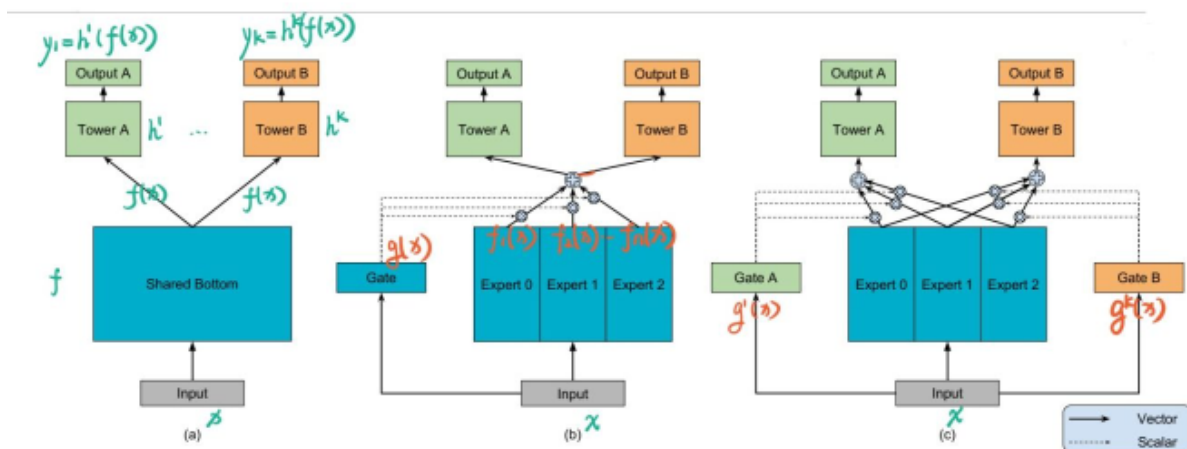 y₁=h¹(f(x))
yₖ=hᵏ(f(x))
Output A
Output B
Tower A
h¹
...
Tower B
hᵏ
f(x)
f(x)
f
Shared Bottom
Input
x
(a)
Output A
Output B
Tower A
Tower B
g(x)
f₁(x) f₂(x) - fₙ(x)
Gate
Expert 0
Expert 1
Expert 2
Input
x
(b)
Output A
Output B
Tower A
Tower B
Gate A
g¹(x)
Expert 0
Expert 1
Expert 2
Gate B
gᵏ(x)
Input
x
(c)
Vector
Scalar